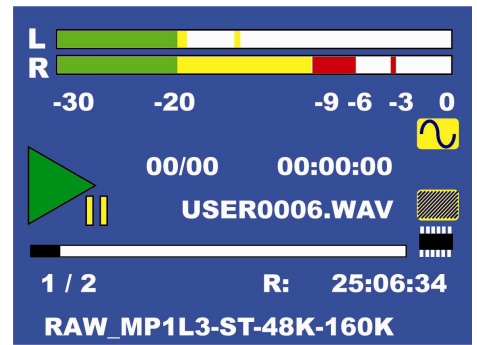 L
R
-30 -20 -9 -6 -3 0
00/00 00:00:00
USER0006.WAV
1 / 2 R: 25:06:34
RAW_MP1L3-ST-48K-160K